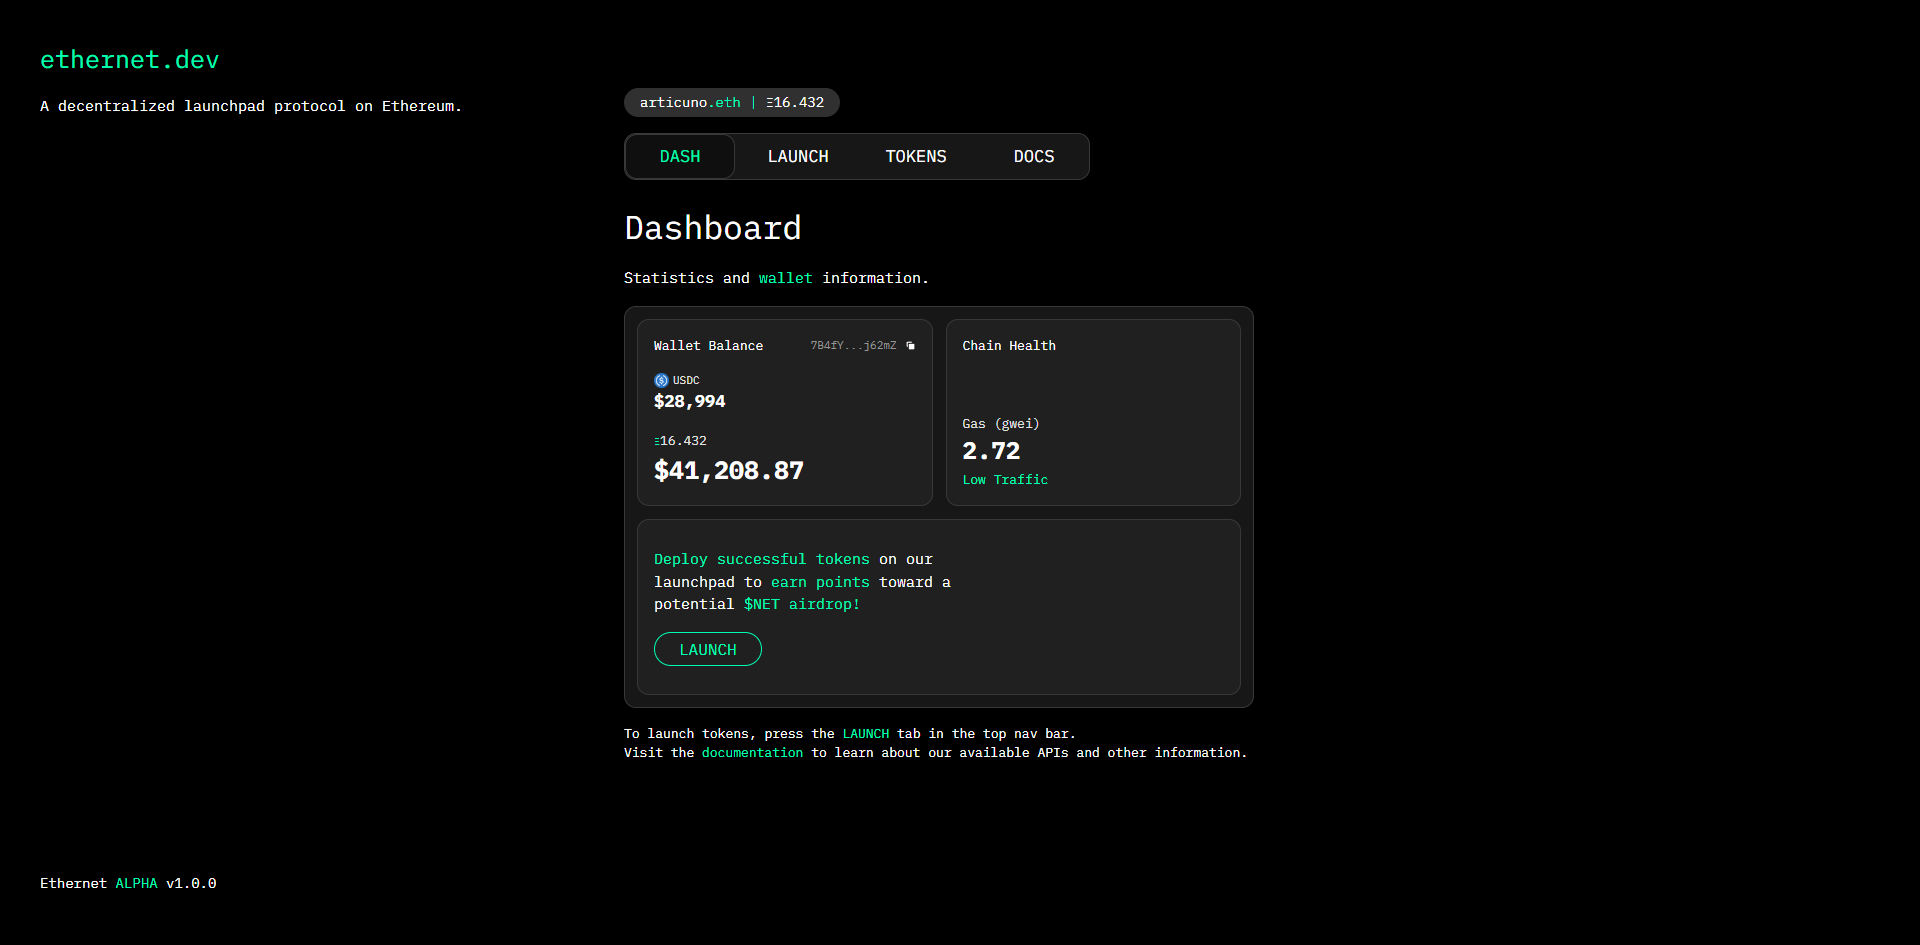 ethernet.dev
A decentralized launchpad protocol on Ethereum.
articuno.eth | Ξ16.432
DASH LAUNCH TOKENS DOCS
Dashboard
Statistics and wallet information.
Wallet Balance 7B4fY...j62mZ
USDC
$28,994
Ξ16.432
$41,208.87
Chain Health
Gas (gwei)
2.72
Low Traffic
Deploy successful tokens on our
launchpad to earn points toward a
potential $NET airdrop!
LAUNCH
To launch tokens, press the LAUNCH tab in the top nav bar.
Visit the documentation to learn about our available APIs and other information.
Ethernet ALPHA v1.0.0